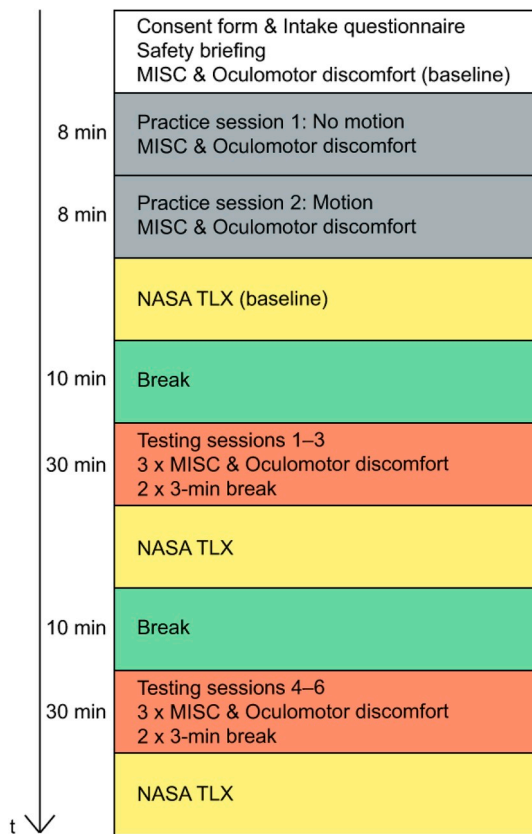 Consent form & Intake questionnaire
Safety briefing
MISC & Oculomotor discomfort (baseline)
8 min
Practice session 1: No motion
MISC & Oculomotor discomfort
8 min
Practice session 2: Motion
MISC & Oculomotor discomfort
NASA TLX (baseline)
10 min
Break
30 min
Testing sessions 1–3
3 x MISC & Oculomotor discomfort
2 x 3-min break
NASA TLX
10 min
Break
30 min
Testing sessions 4–6
3 x MISC & Oculomotor discomfort
2 x 3-min break
NASA TLX
t